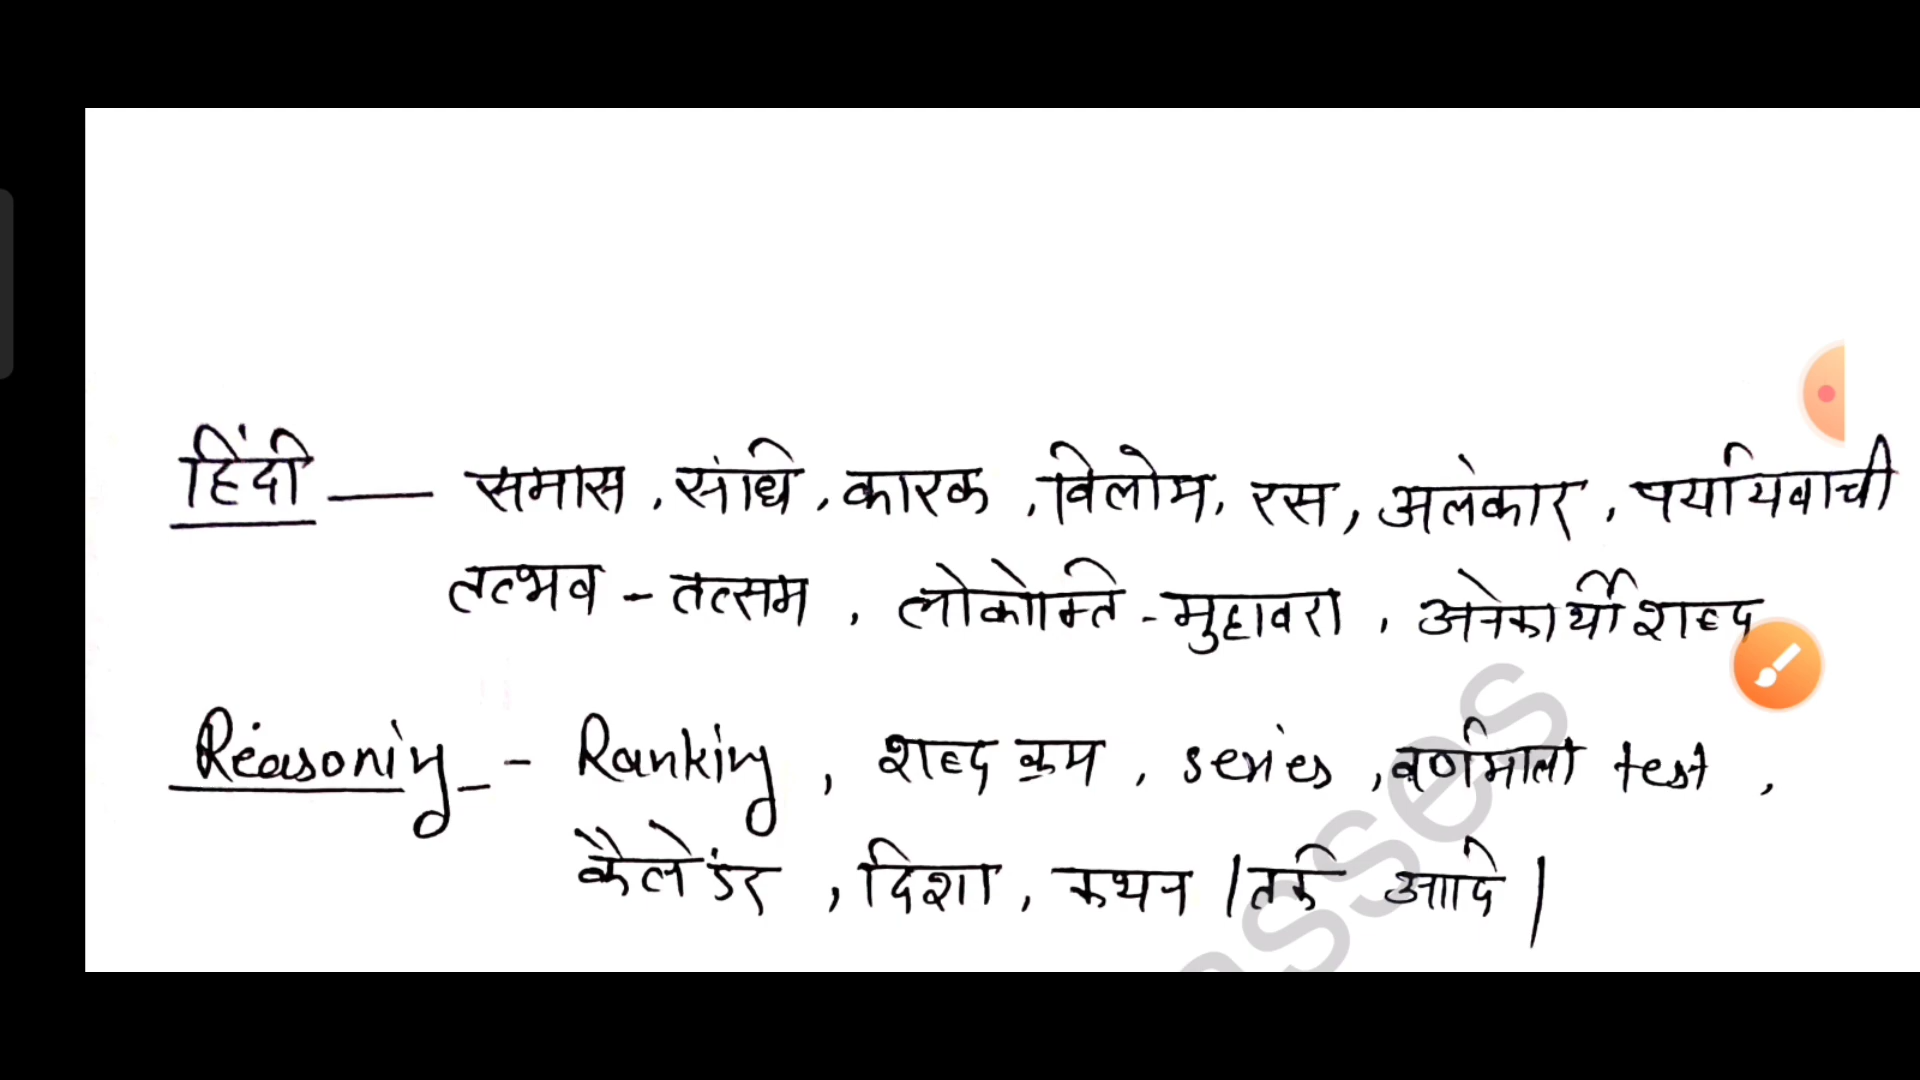 हिंदी — समास, संधि, कारक, विलोम, रस, अलंकार, पर्यायवाची
तत्भव - तत्सम, लोकोक्ति - मुहावरा, अनेकार्थी शब्द
Reasoning - Ranking, शब्द क्रम, series, वर्णमाला test,
कैलेंडर, दिशा, कथन / तर्क आदि |
sses